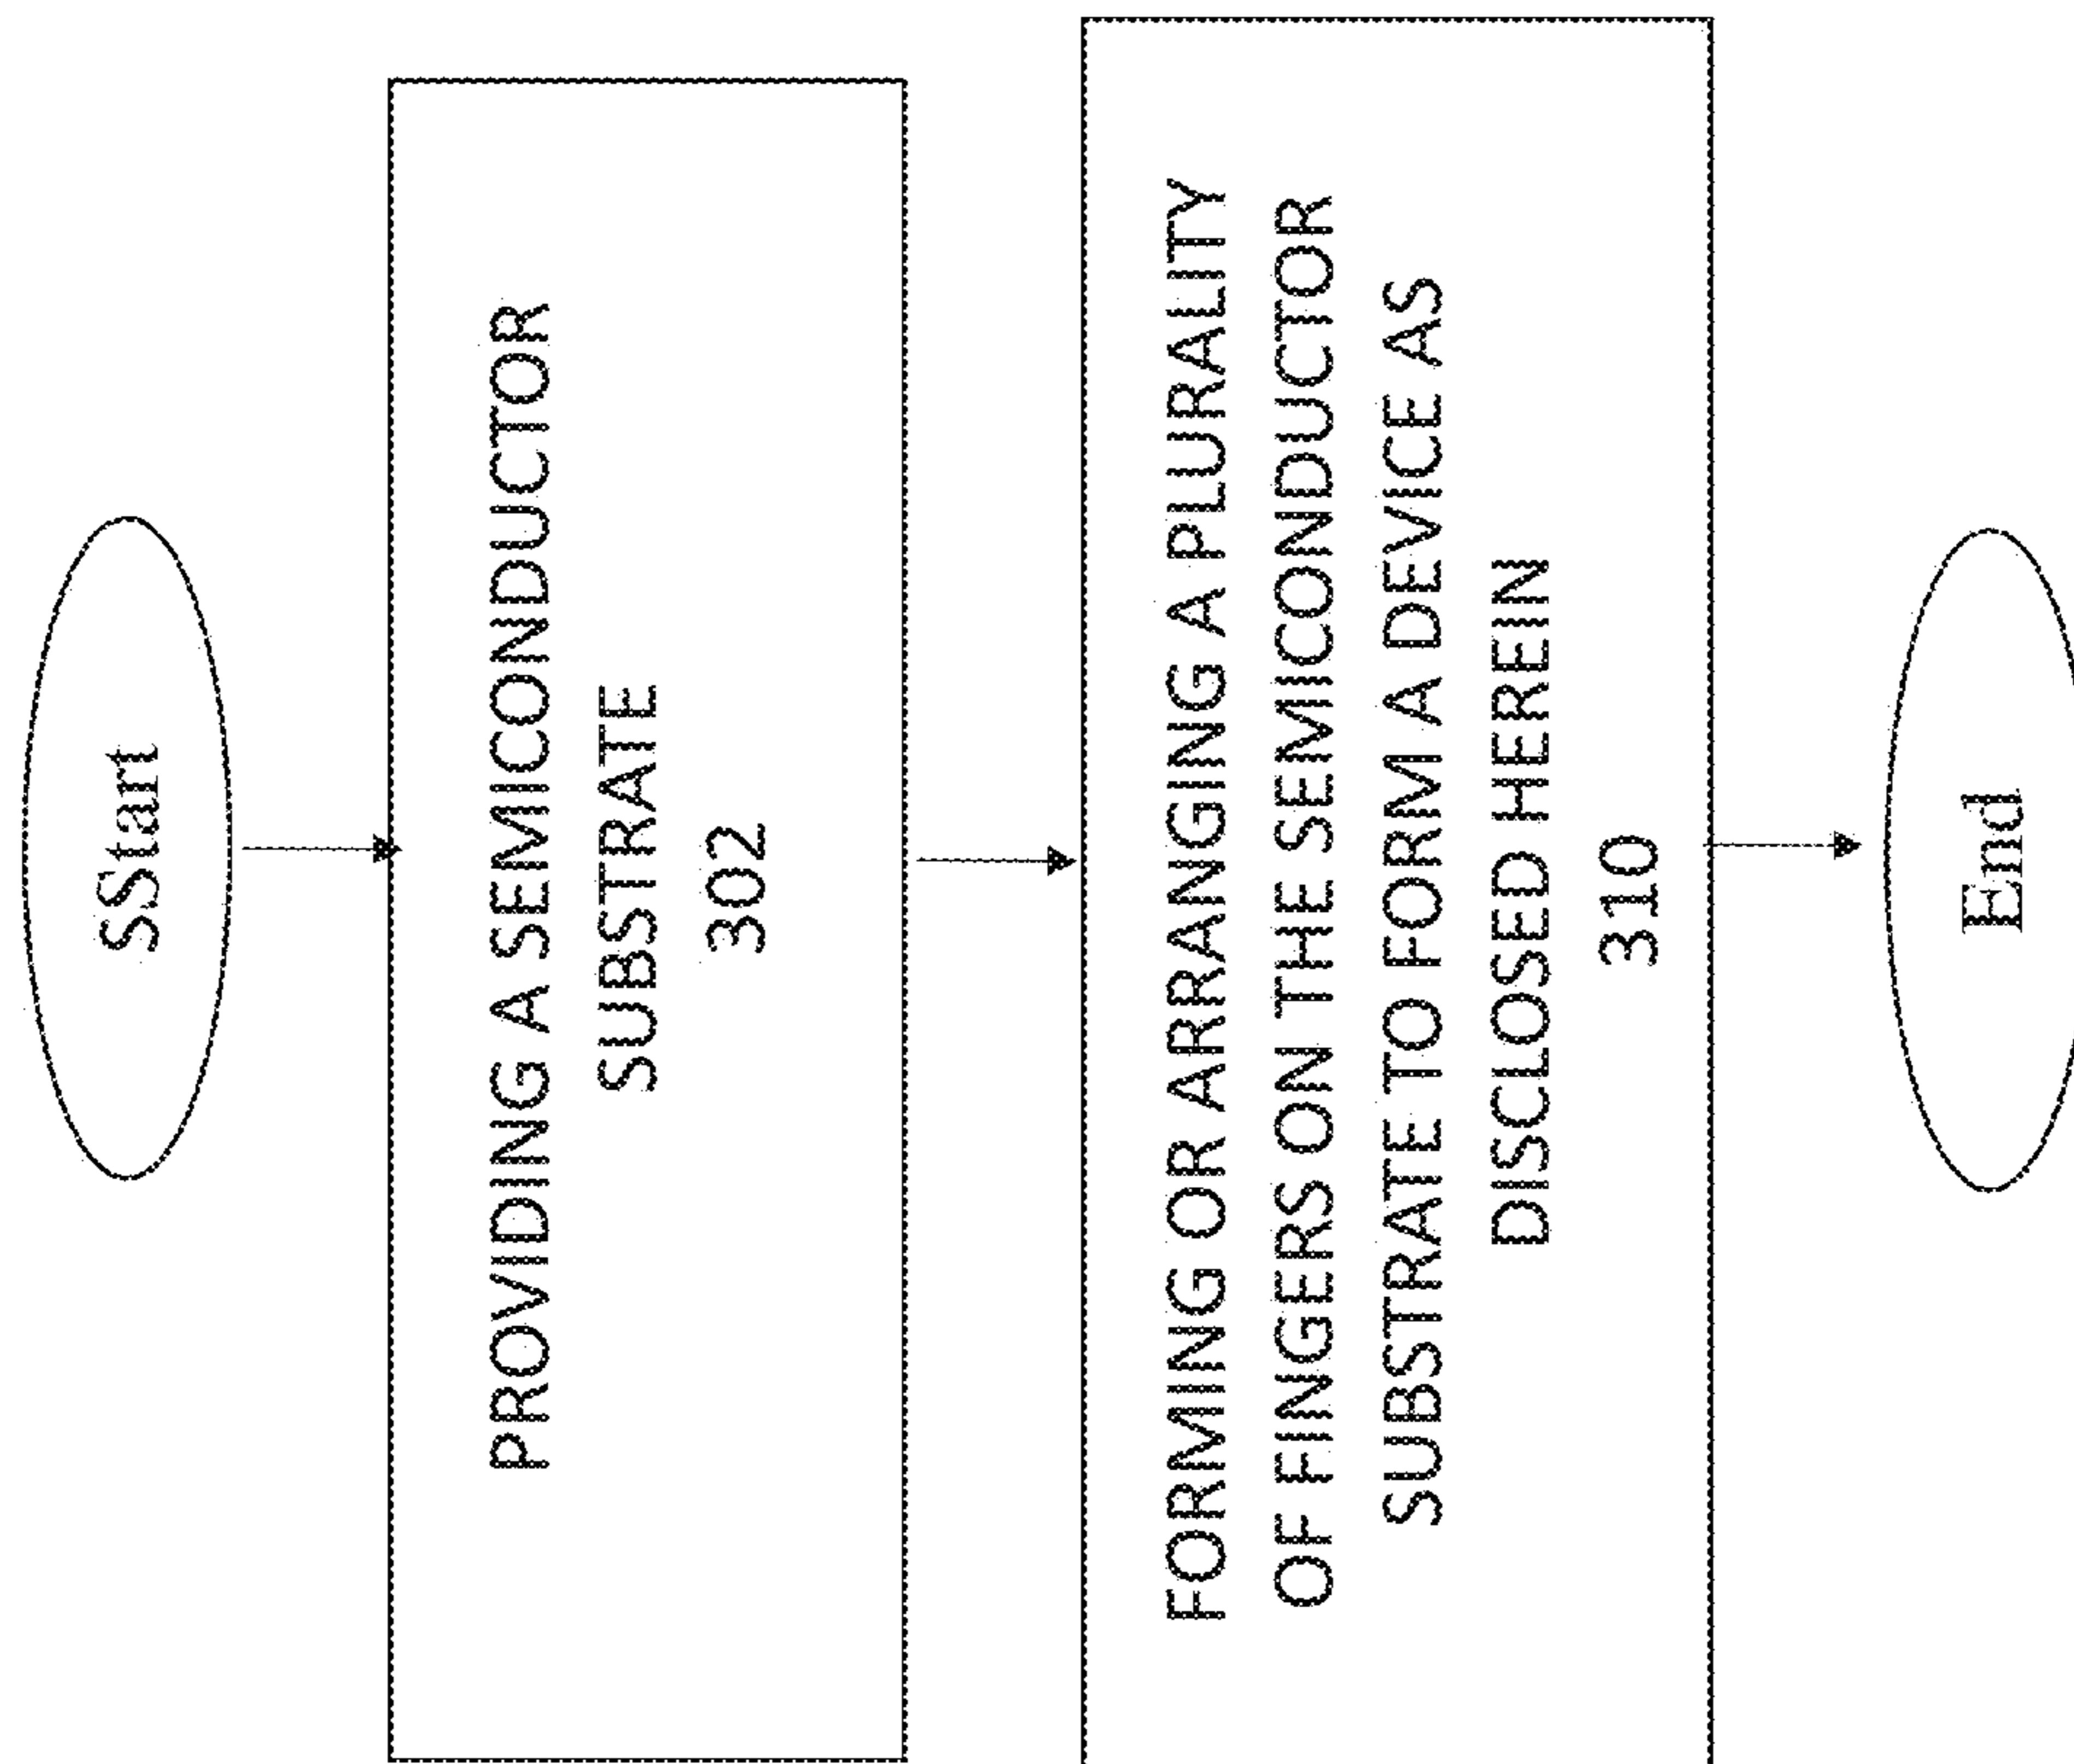 SStart
PROVIDING A SEMICONDUCTOR
SUBSTRATE
302
FORMING OR ARRANGING A PLURALITY
OF FINGERS ON THE SEMICONDUCTOR
SUBSTRATE TO FORM A DEVICE AS
DISCLOSED HEREIN
310
End